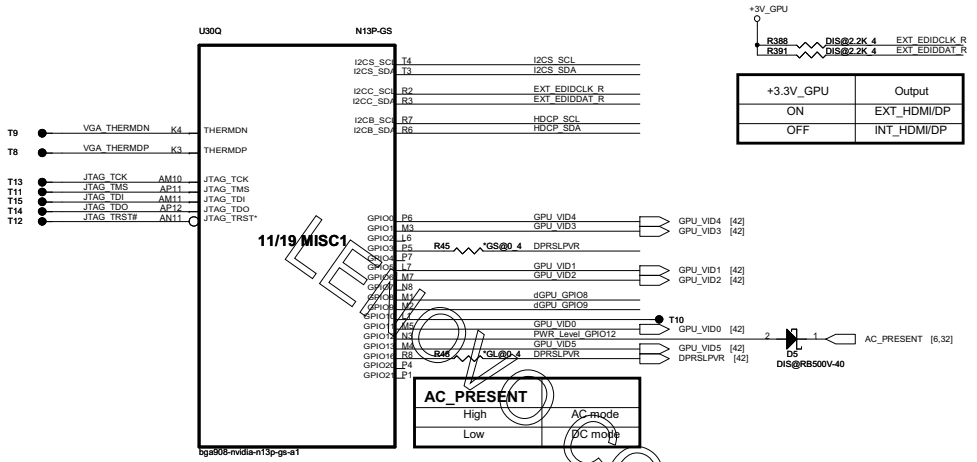 +3V_GPU
U30Q N13P-GS
R388 DIS@2.2K_4 EXT_EDIDCLK_R
R391 DIS@2.2K_4 EXT_EDIDDAT_R
I2CS_SCL T4 I2CS_SCL
I2CS_SDA T3 I2CS_SDA
I2CC_SCL R2 EXT_EDIDCLK_R
I2CC_SDA R3 EXT_EDIDDAT_R
I2CB_SCL R7 HDCP_SCL
I2CB_SDA R6 HDCP_SDA
+3.3V_GPU Output
ON EXT_HDMI/DP
OFF INT_HDMI/DP
T9 VGA_THERMDN K4 THERMDN
T8 VGA_THERMDP K3 THERMDP
T13 JTAG_TCK AM10 JTAG_TCK
T11 JTAG_TMS AP11 JTAG_TMS
T15 JTAG_TDI AM11 JTAG_TDI
T14 JTAG_TDO AP12 JTAG_TDO
T12 JTAG_TRST# AN11 JTAG_TRST*
11/19 MISC1
GPIO0 P6 GPU_VID4 GPU_VID4 [42]
GPIO1 M3 GPU_VID3 GPU_VID3 [42]
GPIO2 L6
GPIO3 P5 R45 *GS@0_4 DPRSLPVR
GPIO4 P7
GPIO5 L7 GPU_VID1 GPU_VID1 [42]
GPIO6 M7 GPU_VID2 GPU_VID2 [42]
GPIO7 N8
GPIO8 M1 dGPU_GPIO8
GPIO9 M2 dGPU_GPIO9
GPIO10 L1 T10
GPIO11 M5 GPU_VID0 GPU_VID0 [42]
GPIO12 N3 PWR_Level_GPIO12 2 1 AC_PRESENT [6,32]
GPIO13 M4 GPU_VID5 GPU_VID5 [42]
GPIO16 R8 R46 *GL@0_4 DPRSLPVR DPRSLPVR [42]
GPIO20 P4
GPIO21 P1
D5
DIS@RB500V-40
AC_PRESENT
High AC mode
Low DC mode
bga908-nvidia-n13p-gs-a1
LENOVO